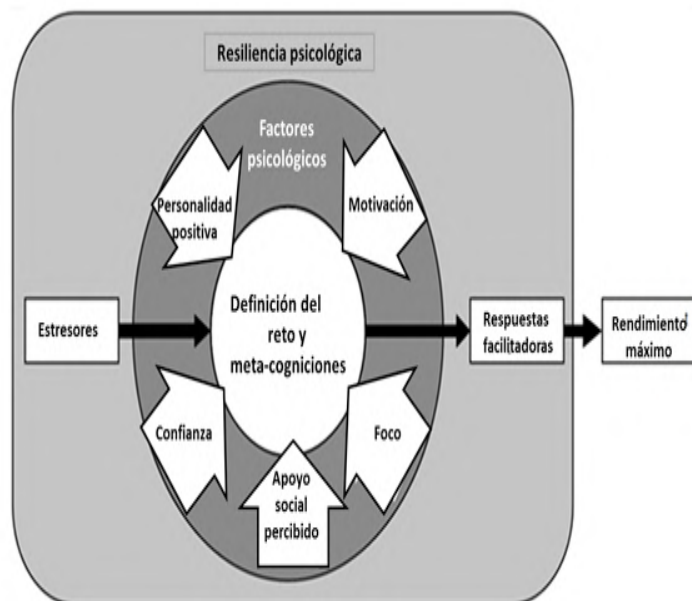 Resiliencia psicológica
Factores
psicológicos
Personalidad
positiva
Motivación
Estresores
Definición del
reto y
meta-cogniciones
Respuestas
facilitadoras
Rendimiento
máximo
Confianza
Foco
Apoyo
social
percibido